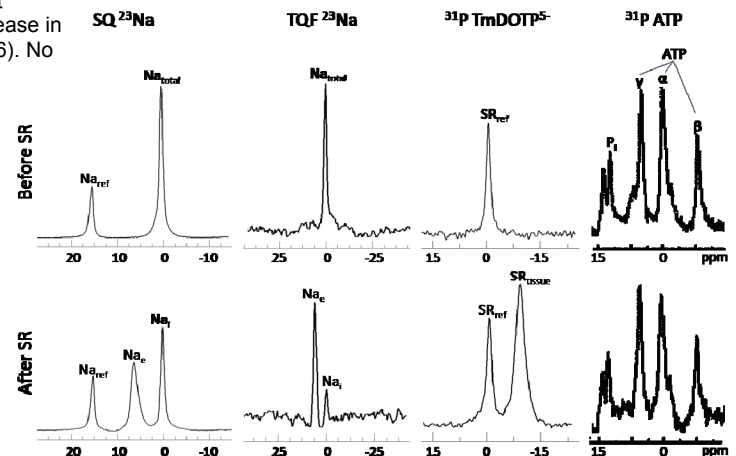 ease in
6). No
SQ ²³Na
TQF ²³Na
³¹P TmDOTP⁵⁻
³¹P ATP
Before SR
Na_ref
Na_total
20 10 0 -10
Na_total
25 0 -25
SR_ref
15 0 -15
ATP
P_i
γ
α
β
15 0 ppm
After SR
Na_ref
Na_e
20 10 0 -10
Na_e
Na_i
25 0 -25
SR_ref
SR_tissue
15 0 -15
15 0 ppm